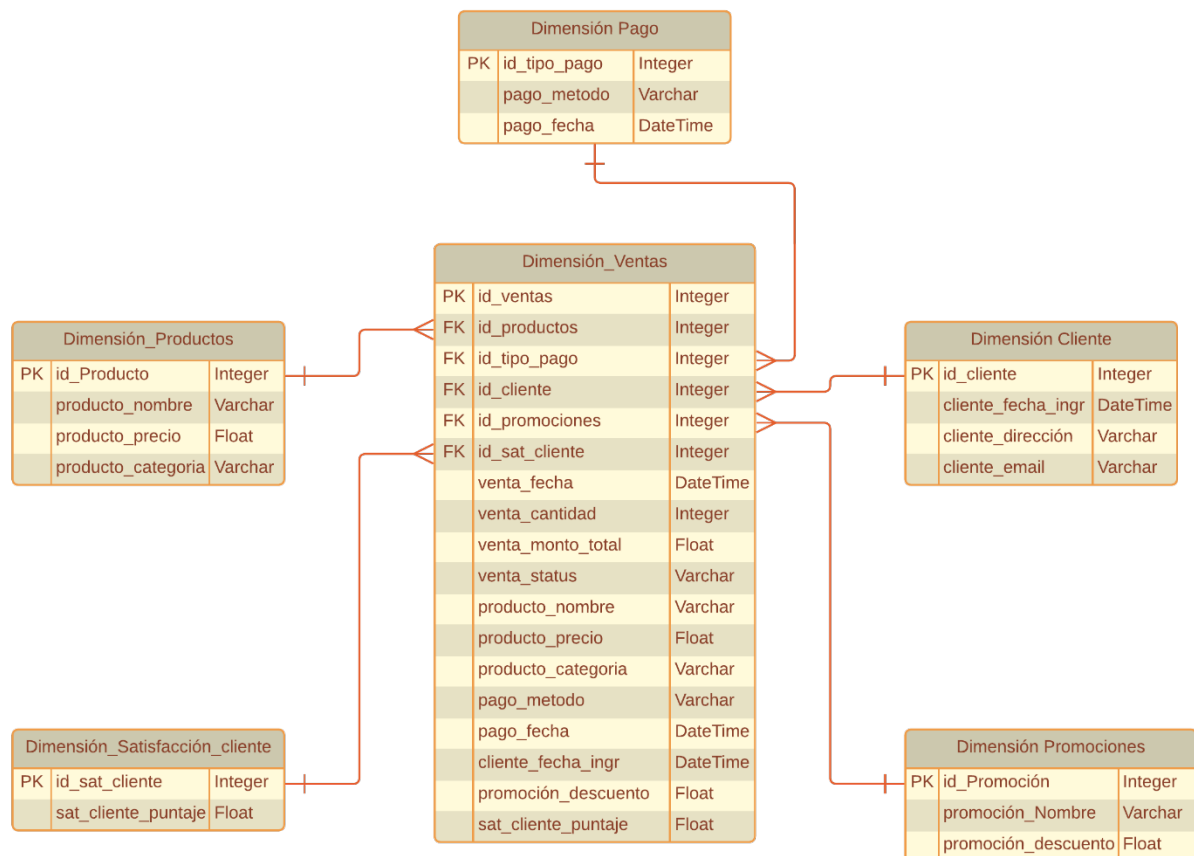 Dimensión Pago
PK id_tipo_pago Integer
pago_metodo Varchar
pago_fecha DateTime
Dimensión_Ventas
PK id_ventas Integer
FK id_productos Integer
FK id_tipo_pago Integer
FK id_cliente Integer
FK id_promociones Integer
FK id_sat_cliente Integer
venta_fecha DateTime
venta_cantidad Integer
venta_monto_total Float
venta_status Varchar
producto_nombre Varchar
producto_precio Float
producto_categoria Varchar
pago_metodo Varchar
pago_fecha DateTime
cliente_fecha_ingr DateTime
promoción_descuento Float
sat_cliente_puntaje Float
Dimensión_Productos
PK id_Producto Integer
producto_nombre Varchar
producto_precio Float
producto_categoria Varchar
Dimensión Cliente
PK id_cliente Integer
cliente_fecha_ingr DateTime
cliente_dirección Varchar
cliente_email Varchar
Dimensión_Satisfacción_cliente
PK id_sat_cliente Integer
sat_cliente_puntaje Float
Dimensión Promociones
PK id_Promoción Integer
promoción_Nombre Varchar
promoción_descuento Float